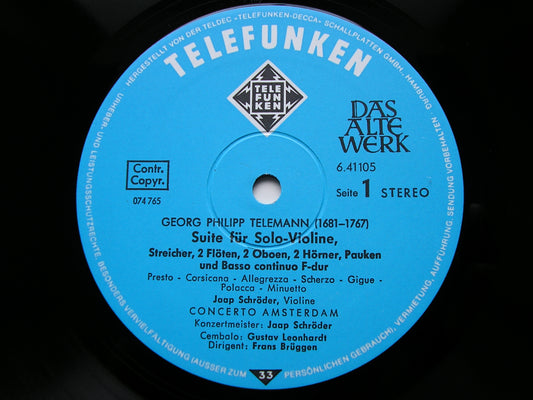 HERGESTELLT VON DER TELDEC »TELEFUNKEN-DECCA« SCHALLPLATTEN GMBH., HAMBURG .
URHEBER- UND LEISTUNGSSCHUTZRECHTE, BESONDERS VERVIELFÄLTIGUNG (AUSSER ZUM
PERSÖNLICHEN GEBRAUCH), VERMIETUNG, AUFFÜHRUNG, SENDUNG VORBEHALTEN
TELEFUNKEN
TELE
FUN
KEN
DAS
ALTE
WERK
6.41105
Contr.
Copyr.
Seite 1 STEREO
074765
GEORG PHILIPP TELEMANN (1681–1767)
Suite für Solo-Violine,
Streicher, 2 Flöten, 2 Oboen, 2 Hörner, Pauken
und Basso continuo F-dur
Presto - Corsicana - Allegrezza - Scherzo - Gigue -
Polacca - Minuetto
Jaap Schröder, Violine
CONCERTO AMSTERDAM
Konzertmeister: Jaap Schröder
Cembalo: Gustav Leonhardt
Dirigent: Frans Brüggen
33